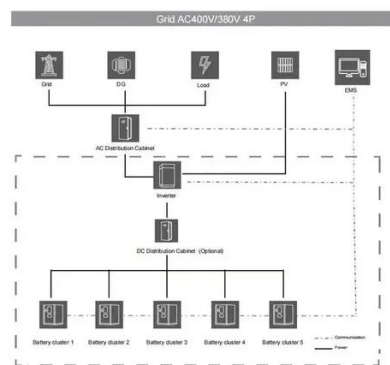 Grid AC400V/380V 4P
Grid
DG
Load
PV
EMS
AC Distribution Cabinet
Inverter
DC Distribution Cabinet (Optional)
Battery cluster 1
Battery cluster 2
Battery cluster 3
Battery cluster 4
Battery cluster 5
Communication
Power